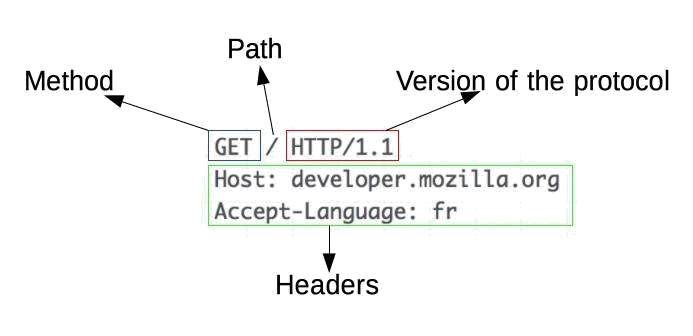 Path
Method
Version of the protocol
GET / HTTP/1.1
Host: developer.mozilla.org
Accept-Language: fr
Headers